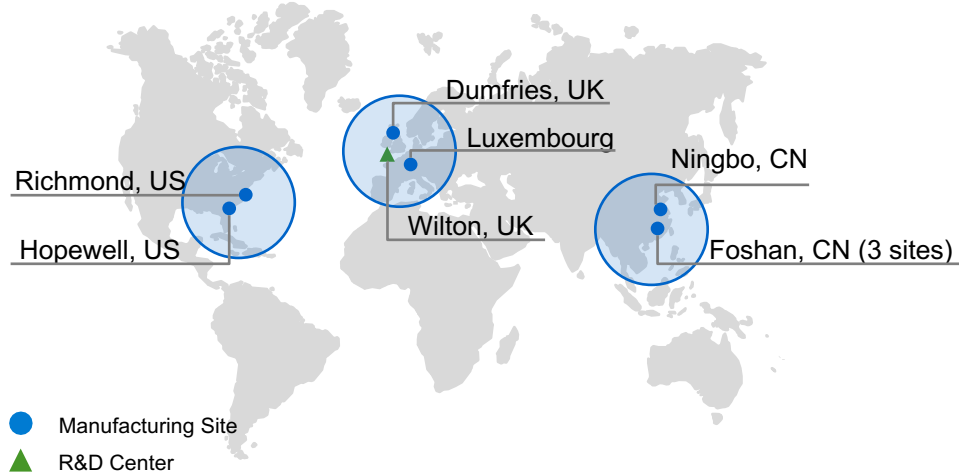 Dumfries, UK
Luxembourg
Ningbo, CN
Richmond, US
Wilton, UK
Hopewell, US
Foshan, CN (3 sites)
Manufacturing Site
R&D Center